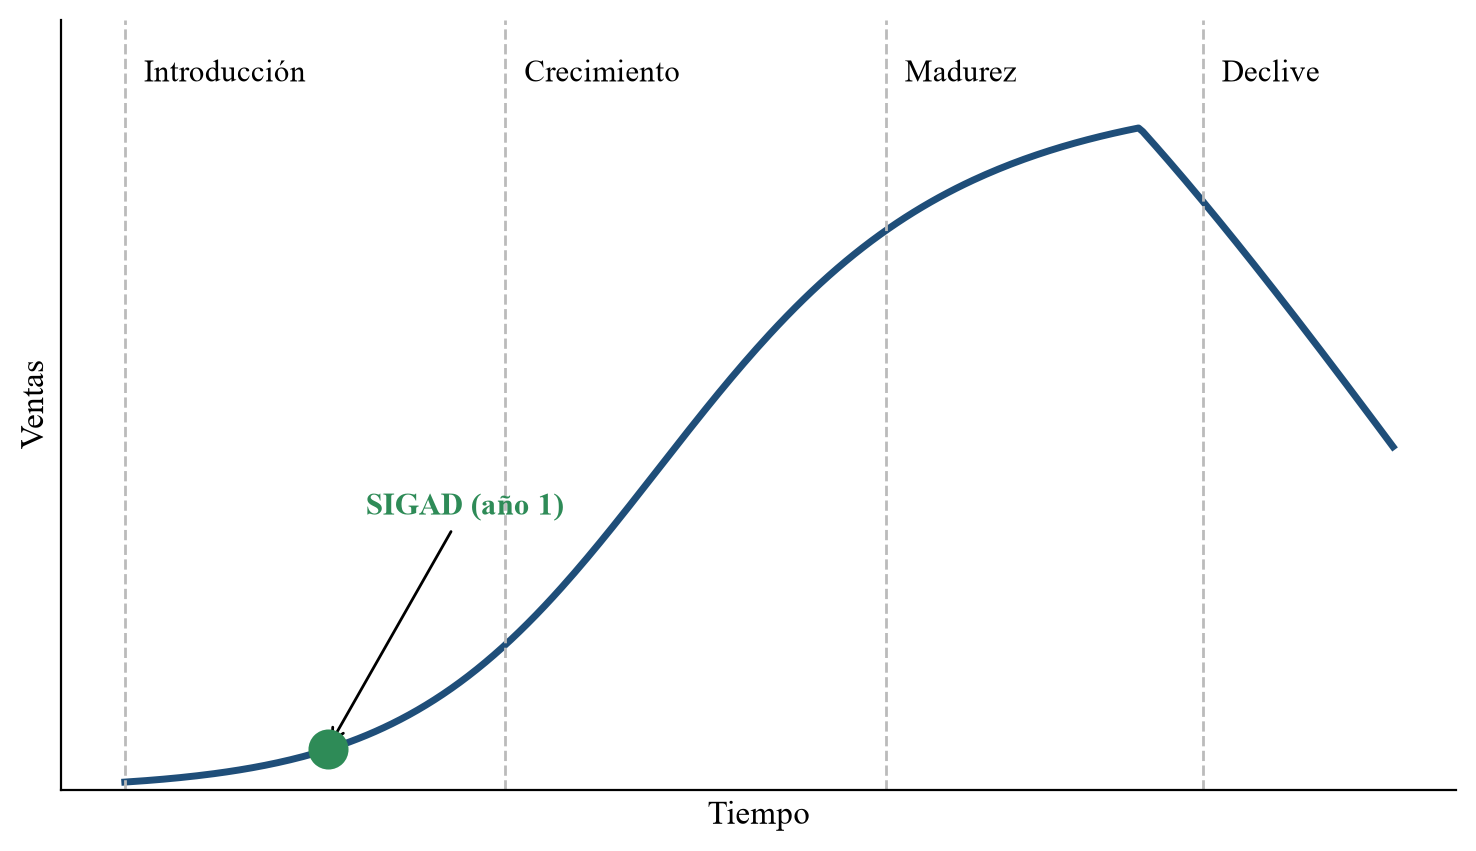 Introducción
Crecimiento
Madurez
Declive
Ventas
SIGAD (año 1)
Tiempo